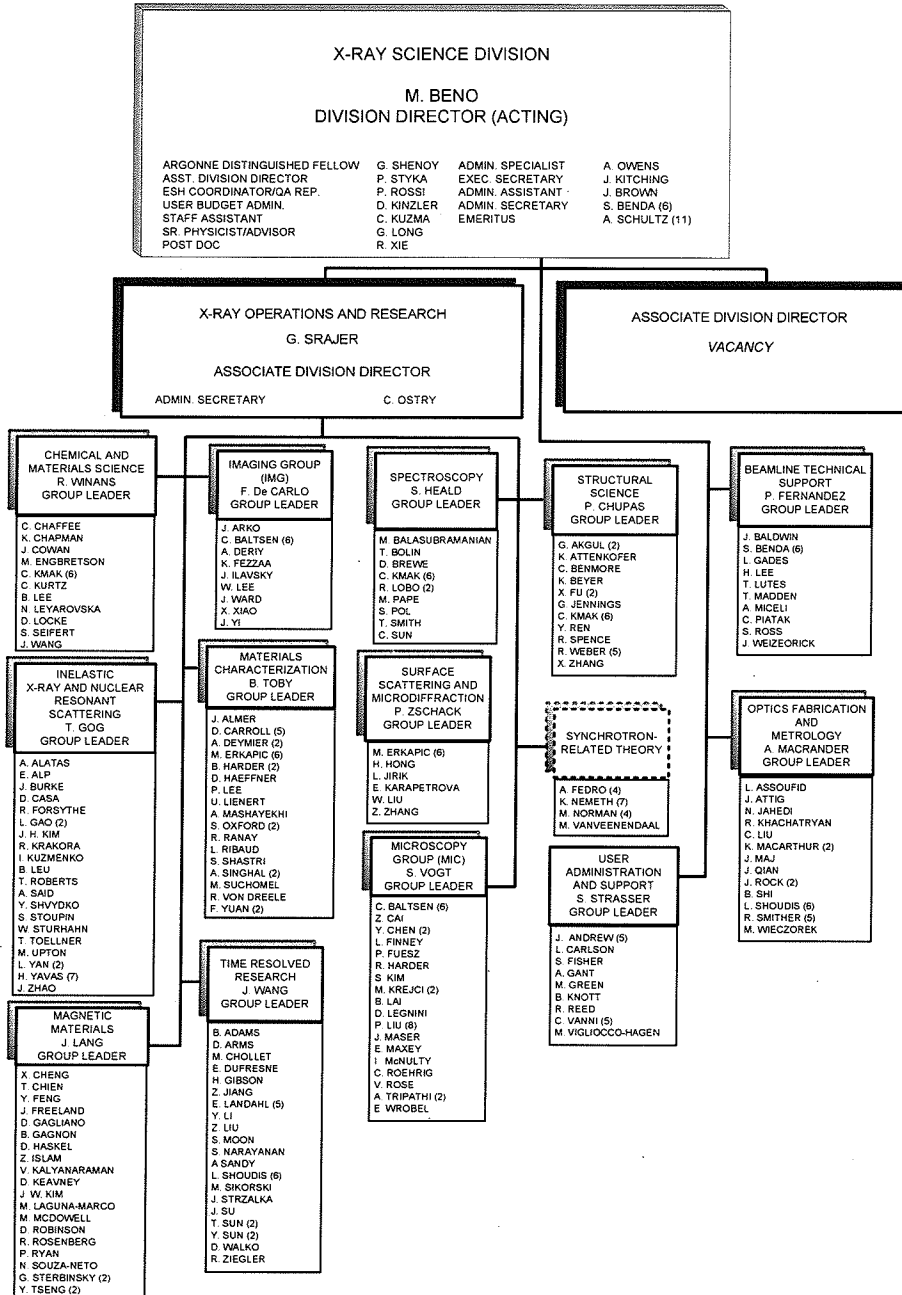 X-RAY SCIENCE DIVISION
M. BENO
DIVISION DIRECTOR (ACTING)
ARGONNE DISTINGUISHED FELLOW G. SHENOY ADMIN. SPECIALIST A. OWENS
ASST. DIVISION DIRECTOR P. STYKA EXEC. SECRETARY J. KITCHING
ESH COORDINATOR/QA REP. P. ROSSI ADMIN. ASSISTANT J. BROWN
USER BUDGET ADMIN. D. KINZLER ADMIN. SECRETARY S. BENDA (6)
STAFF ASSISTANT C. KUZMA EMERITUS A. SCHULTZ (11)
SR. PHYSICIST/ADVISOR G. LONG
POST DOC R. XIE
X-RAY OPERATIONS AND RESEARCH
G. SRAJER
ASSOCIATE DIVISION DIRECTOR
ADMIN. SECRETARY C. OSTRY
ASSOCIATE DIVISION DIRECTOR
VACANCY
CHEMICAL AND
MATERIALS SCIENCE
R. WINANS
GROUP LEADER
C. CHAFFEE
K. CHAPMAN
J. COWAN
M. ENGBRETSON
C. KMAK (6)
C. KURTZ
B. LEE
N. LEYAROVSKA
D. LOCKE
S. SEIFERT
J. WANG
INELASTIC
X-RAY AND NUCLEAR
RESONANT
SCATTERING
T. GOG
GROUP LEADER
A. ALATAS
E. ALP
J. BURKE
D. CASA
R. FORSYTHE
L. GAO (2)
J. H. KIM
R. KRAKORA
I. KUZMENKO
B. LEU
T. ROBERTS
A. SAID
Y. SHVYDKO
S. STOUPIN
W. STURHAHN
T. TOELLNER
M. UPTON
L. YAN (2)
H. YAVAS (7)
J. ZHAO
MAGNETIC
MATERIALS
J. LANG
GROUP LEADER
X. CHENG
T. CHIEN
Y. FENG
J. FREELAND
D. GAGLIANO
B. GAGNON
D. HASKEL
Z. ISLAM
V. KALYANARAMAN
D. KEAVNEY
J W. KIM
M. LAGUNA-MARCO
M. MCDOWELL
D. ROBINSON
R. ROSENBERG
P. RYAN
N. SOUZA-NETO
G. STERBINSKY (2)
Y. TSENG (2)
IMAGING GROUP
(IMG)
F. De CARLO
GROUP LEADER
J. ARKO
C. BALTSEN (6)
A. DERIY
K. FEZZAA
J. ILAVSKY
W. LEE
J. WARD
X. XIAO
J. YI
MATERIALS
CHARACTERIZATION
B. TOBY
GROUP LEADER
J. ALMER
D. CARROLL (5)
A. DEYMIER (2)
M. ERKAPIC (6)
B. HARDER (2)
D. HAEFFNER
P. LEE
U. LIENERT
A. MASHAYEKHI
S. OXFORD (2)
R. RANAY
L. RIBAUD
S. SHASTRI
A. SINGHAL (2)
M. SUCHOMEL
R. VON DREELE
F. YUAN (2)
TIME RESOLVED
RESEARCH
J. WANG
GROUP LEADER
B. ADAMS
D. ARMS
M. CHOLLET
E. DUFRESNE
H. GIBSON
Z. JIANG
E. LANDAHL (5)
Y. LI
Z. LIU
S. MOON
S. NARAYANAN
A SANDY
L. SHOUDIS (6)
M. SIKORSKI
J. STRZALKA
J. SU
T. SUN (2)
Y. SUN (2)
D. WALKO
R. ZIEGLER
SPECTROSCOPY
S. HEALD
GROUP LEADER
M. BALASUBRAMANIAN
T. BOLIN
D. BREWE
C. KMAK (6)
R. LOBO (2)
M. PAPE
S. POL
T. SMITH
C. SUN
SURFACE
SCATTERING AND
MICRODIFFRACTION
P. ZSCHACK
GROUP LEADER
M. ERKAPIC (6)
H. HONG
L. JIRIK
E. KARAPETROVA
W. LIU
Z. ZHANG
MICROSCOPY
GROUP (MIC)
S. VOGT
GROUP LEADER
C. BALTSEN (6)
Z. CAI
Y. CHEN (2)
L. FINNEY
P. FUESZ
R. HARDER
S KIM
M. KREJCI (2)
B. LAI
D. LEGNINI
P. LIU (8)
J. MASER
E MAXEY
I McNULTY
C. ROEHRIG
V. ROSE
A. TRIPATHI (2)
E WROBEL
STRUCTURAL
SCIENCE
P. CHUPAS
GROUP LEADER
G. AKGUL (2)
K. ATTENKOFER
C. BENMORE
K. BEYER
X. FU (2)
G. JENNINGS
C. KMAK (6)
Y. REN
R. SPENCE
R. WEBER (5)
X. ZHANG
SYNCHROTRON-
RELATED THEORY
A. FEDRO (4)
K. NEMETH (7)
M. NORMAN (4)
M. VANVEENENDAAL
USER
ADMINISTRATION
AND SUPPORT
S. STRASSER
GROUP LEADER
J. ANDREW (5)
L. CARLSON
S. FISHER
A. GANT
M. GREEN
B. KNOTT
R. REED
C. VANNI (5)
M. VIGLIOCCO-HAGEN
BEAMLINE TECHNICAL
SUPPORT
P. FERNANDEZ
GROUP LEADER
J. BALDWIN
S. BENDA (6)
L. GADES
H. LEE
T. LUTES
T. MADDEN
A. MICELI
C. PIATAK
S. ROSS
J. WEIZEORICK
OPTICS FABRICATION
AND
METROLOGY
A. MACRANDER
GROUP LEADER
L. ASSOUFID
J. ATTIG
N. JAHEDI
R. KHACHATRYAN
C. LIU
K. MACARTHUR (2)
J. MAJ
J. QIAN
J. ROCK (2)
B. SHI
L. SHOUDIS (6)
R. SMITHER (5)
M. WIECZOREK